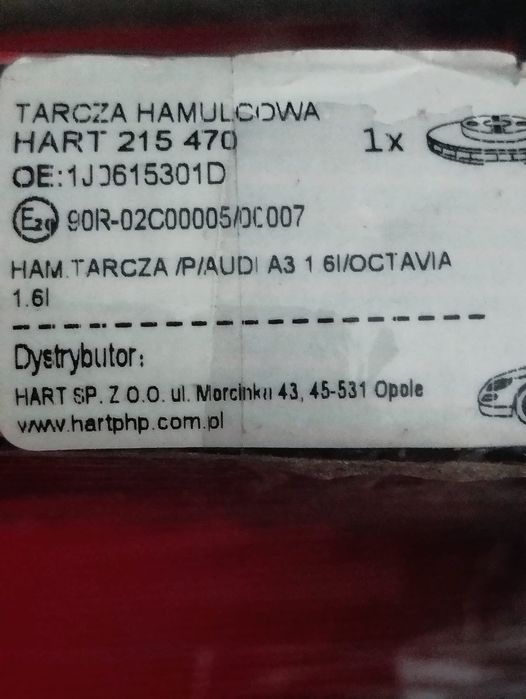 TARCZA HAMULCOWA
HART 215 470
1x
OE:1J0615301D
E20 90R-02C00005/00007
HAM.TARCZA /P/AUDI A3 1 6I/OCTAVIA
1.6I
Dystrybutor:
HART SP. Z O.O. ul. Morcinka 43, 45-531 Opole
www.hartphp.com.pl